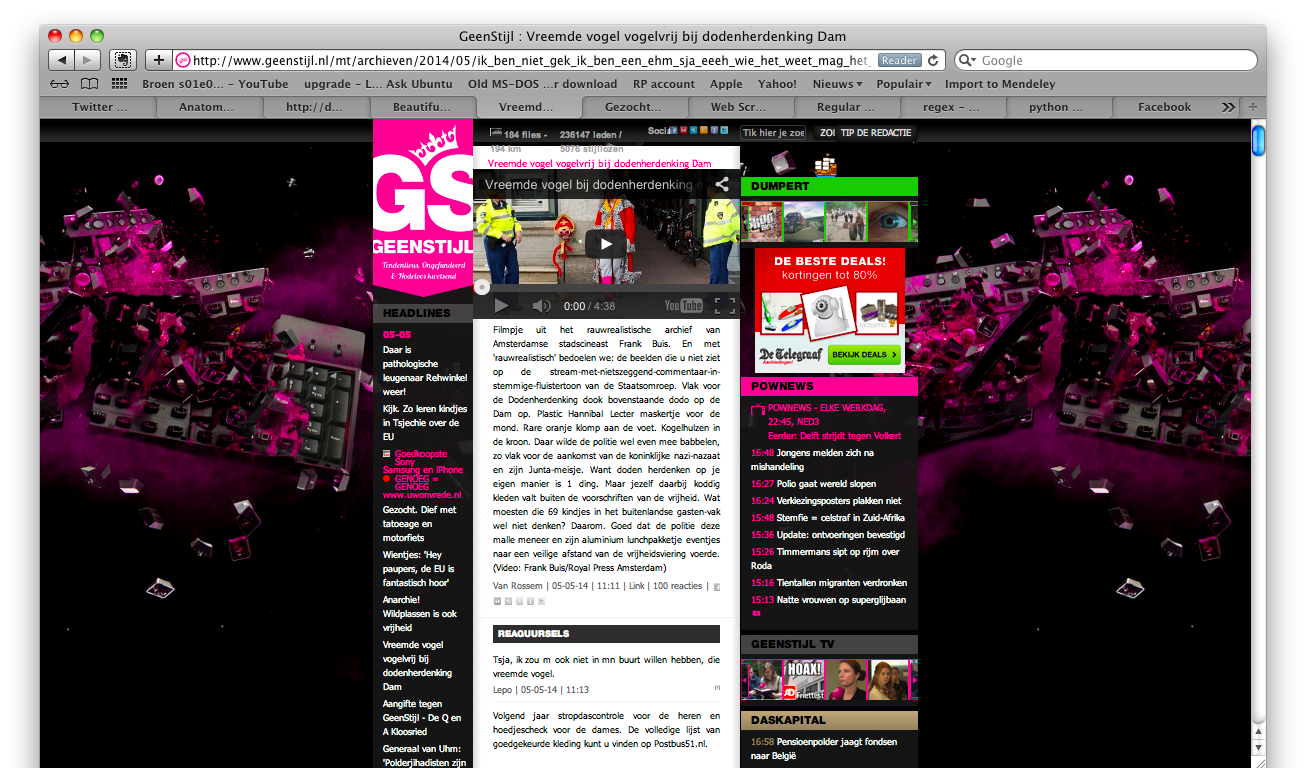 GeenStijl : Vreemde vogel vogelvrij bij dodenherdenking Dam
http://www.geenstijl.nl/mt/archieven/2014/05/ik_ben_niet_gek_ik_ben_een_ehm_sja_eeeh_wie_het_weet_mag_het_
Reader
Google
Broen s01e0... - YouTube
upgrade - L... Ask Ubuntu
Old MS-DOS ...r download
RP account
Apple
Yahoo!
Nieuws
Populair
Import to Mendeley
Twitter ...
Anatom...
http://d...
Beautifu...
Vreemd...
Gezocht...
Web Scr...
Regular ...
regex - ...
python ...
Facebook
184 files -
194 km
236147 leden /
5076 stijllozen
Social
Tik hier je zoe
ZOI
TIP DE REDACTIE
GS
GEENSTIJL
Tendentieus, Ongefundeerd
& Nodeloos kwetsend
HEADLINES
05-05
Daar is
pathologische
leugenaar Rehwinkel
weer!
Kijk. Zo leren kindjes
in Tsjechie over de
EU
Goedkoopste
Sony
Samsung en iPhone
GENOEG =
GENOEG
www.uwonvrede.nl
Gezocht. Dief met
tatoeage en
motorfiets
Wientjes: 'Hey
paupers, de EU is
fantastisch hoor'
Anarchie!
Wildplassen is ook
vrijheid
Vreemde vogel
vogelvrij bij
dodenherdenking
Dam
Aangifte tegen
GeenStijl - De Q en
A Kloosried
Generaal van Uhm:
'Polderjihadisten zijn
Vreemde vogel vogelvrij bij dodenherdenking Dam
Vreemde vogel bij dodenherdenking
0:00 / 4:38
YouTube
Filmpje uit het rauwrealistische archief van
Amsterdamse stadscineast Frank Buis. En met
'rauwrealistisch' bedoelen we: de beelden die u niet ziet
op de stream-met-nietszeggend-commentaar-in-
stemmige-fluistertoon van de Staatsomroep. Vlak voor
de Dodenherdenking dook bovenstaande dodo op de
Dam op. Plastic Hannibal Lecter maskertje voor de
mond. Rare oranje klomp aan de voet. Kogelhulzen in
de kroon. Daar wilde de politie wel even mee babbelen,
zo vlak voor de aankomst van de koninklijke nazi-nazaat
en zijn Junta-meisje. Want doden herdenken op je
eigen manier is 1 ding. Maar jezelf daarbij koddig
kleden valt buiten de voorschriften van de vrijheid. Wat
moesten die 69 kindjes in het buitenlandse gasten-vak
wel niet denken? Daarom. Goed dat de politie deze
malle meneer en zijn aluminium lunchpakketje eventjes
naar een veilige afstand van de vrijheidsviering voerde.
(Video: Frank Buis/Royal Press Amsterdam)
Van Rossem | 05-05-14 | 11:11 | Link | 100 reacties |
REAGUURSELS
Tsja, ik zou m ook niet in mn buurt willen hebben, die
vreemde vogel.
Lepo | 05-05-14 | 11:13
Volgend jaar stropdascontrole voor de heren en
hoedjescheck voor de dames. De volledige lijst van
goedgekeurde kleding kunt u vinden op Postbus51.nl.
DUMPERT
DE BESTE DEALS!
kortingen tot 80%
De Telegraaf
Aanbiedingen!
BEKIJK DEALS
POWNEWS
POWNEWS - ELKE WERKDAG,
22:45, NED3
Eerder: Delft strijdt tegen Volkert
16:48 Jongens melden zich na
mishandeling
16:27 Polio gaat wereld slopen
16:24 Verkiezingsposters plakken niet
15:48 Stemfie = celstraf in Zuid-Afrika
15:36 Update: ontvoeringen bevestigd
15:26 Timmermans sipt op rijm over
Roda
15:16 Tientallen migranten verdronken
15:13 Natte vrouwen op superglijbaan
GEENSTIJL TV
HOAX!
AD
Friettest
DASKAPITAL
16:58 Pensioenpolder jaagt fondsen
naar België